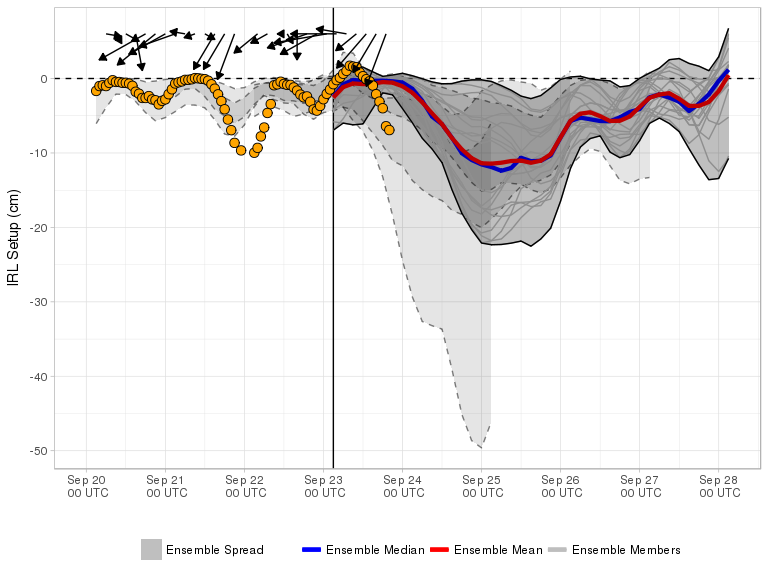 IRL Setup (cm)
0
-10
-20
-30
-40
-50
Sep 20 Sep 21 Sep 22 Sep 23 Sep 24 Sep 25 Sep 26 Sep 27 Sep 28
00 UTC 00 UTC 00 UTC 00 UTC 00 UTC 00 UTC 00 UTC 00 UTC 00 UTC
Ensemble Spread Ensemble Median Ensemble Mean Ensemble Members